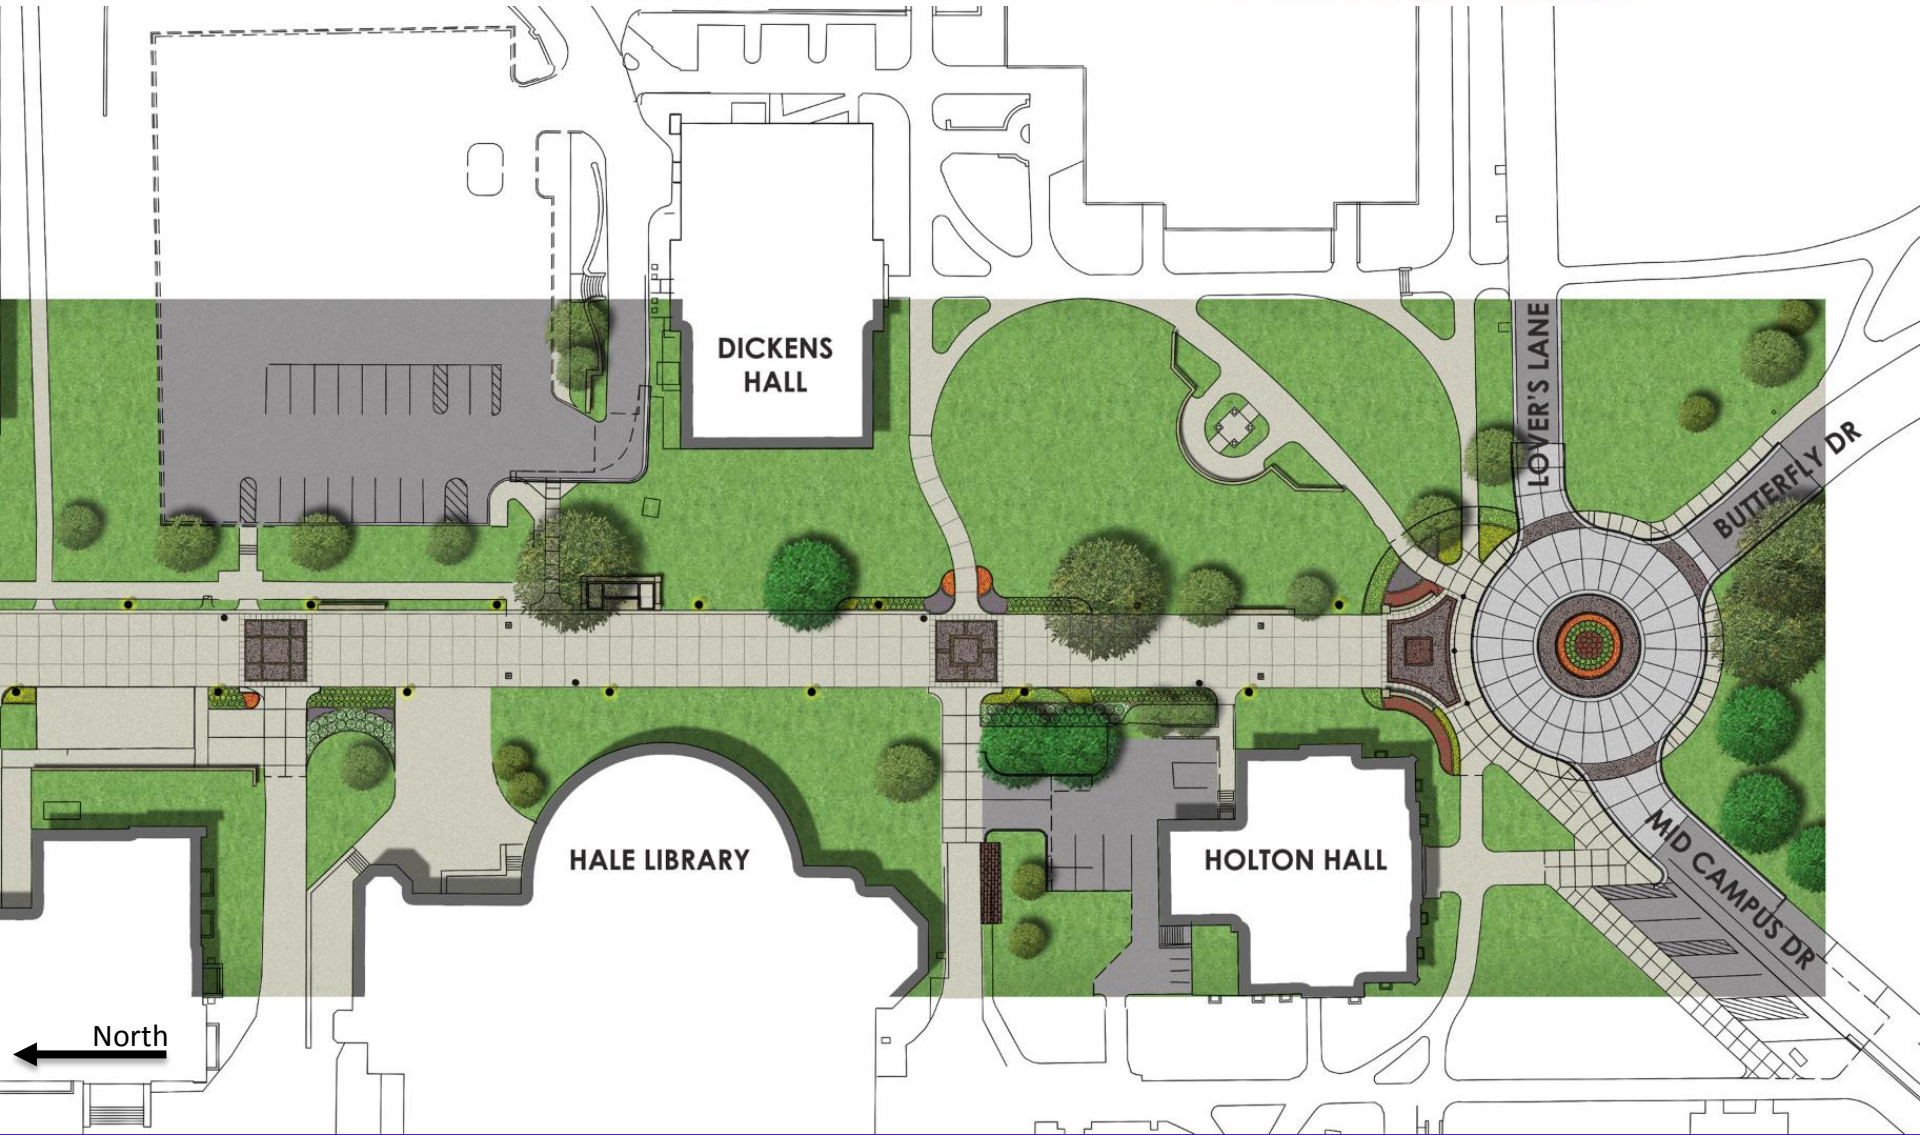 DICKENS
HALL
LOVER'S LANE
BUTTERFLY DR
HALE LIBRARY
HOLTON HALL
MID CAMPUS DR
North